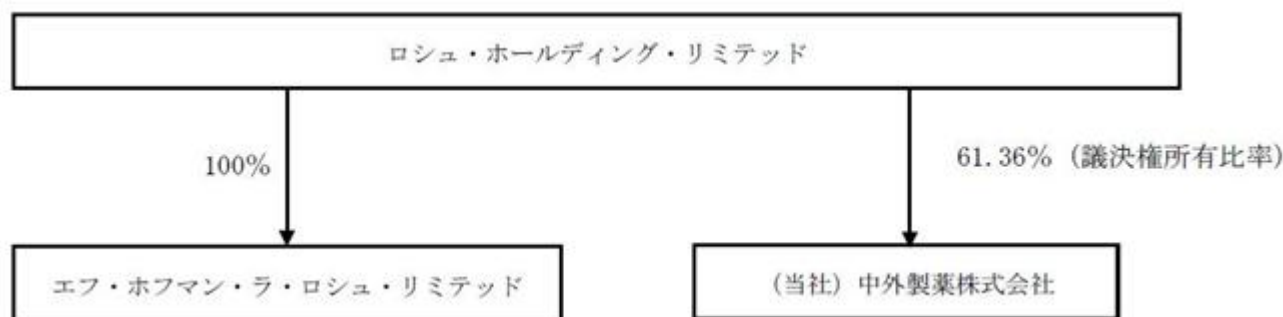 ロシュ・ホールディング・リミテッド
100%
61.36% (議決権所有比率)
エフ・ホフマン・ラ・ロシュ・リミテッド
(当社) 中外製薬株式会社